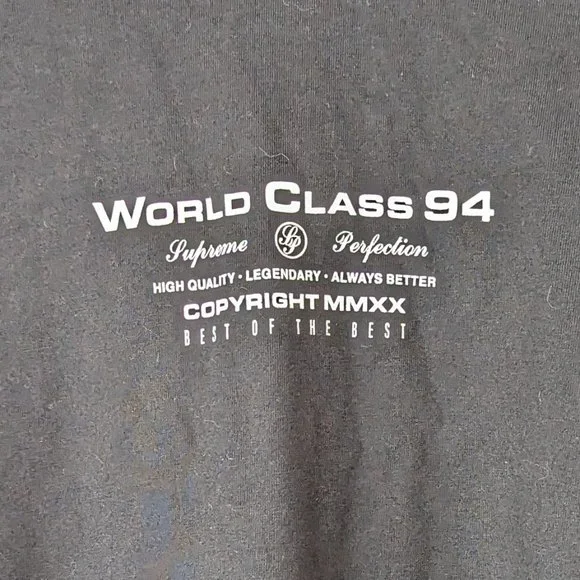 WORLD CLASS 94
Supreme SP Perfection
HIGH QUALITY · LEGENDARY · ALWAYS BETTER
COPYRIGHT MMXX
BEST OF THE BEST